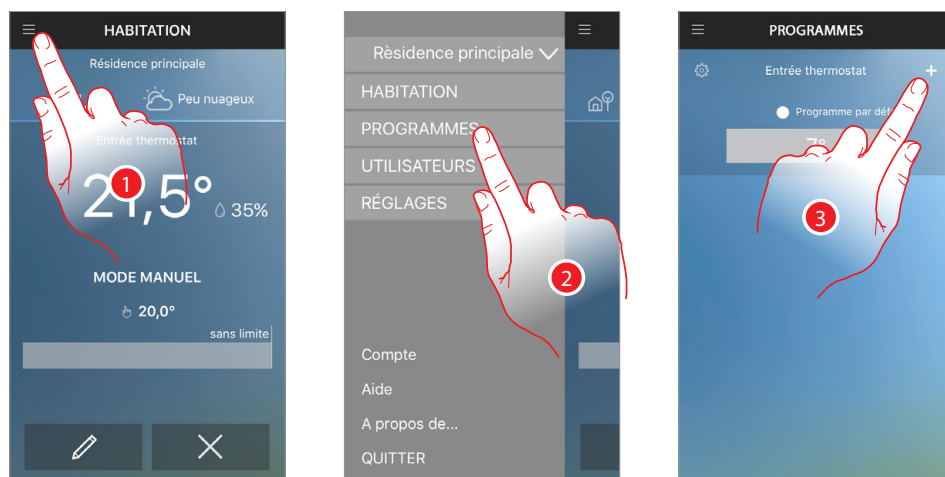 HABITATION
Résidence principale
Peu nuageux
Entrée thermostat
21,5°
35%
1
MODE MANUEL
20,0°
sans limite
Rèsidence principale
HABITATION
PROGRAMMES
UTILISATEURS
RÉGLAGES
2
Compte
Aide
A propos de...
QUITTER
PROGRAMMES
Entrée thermostat
+
Programme par déf
7°
3